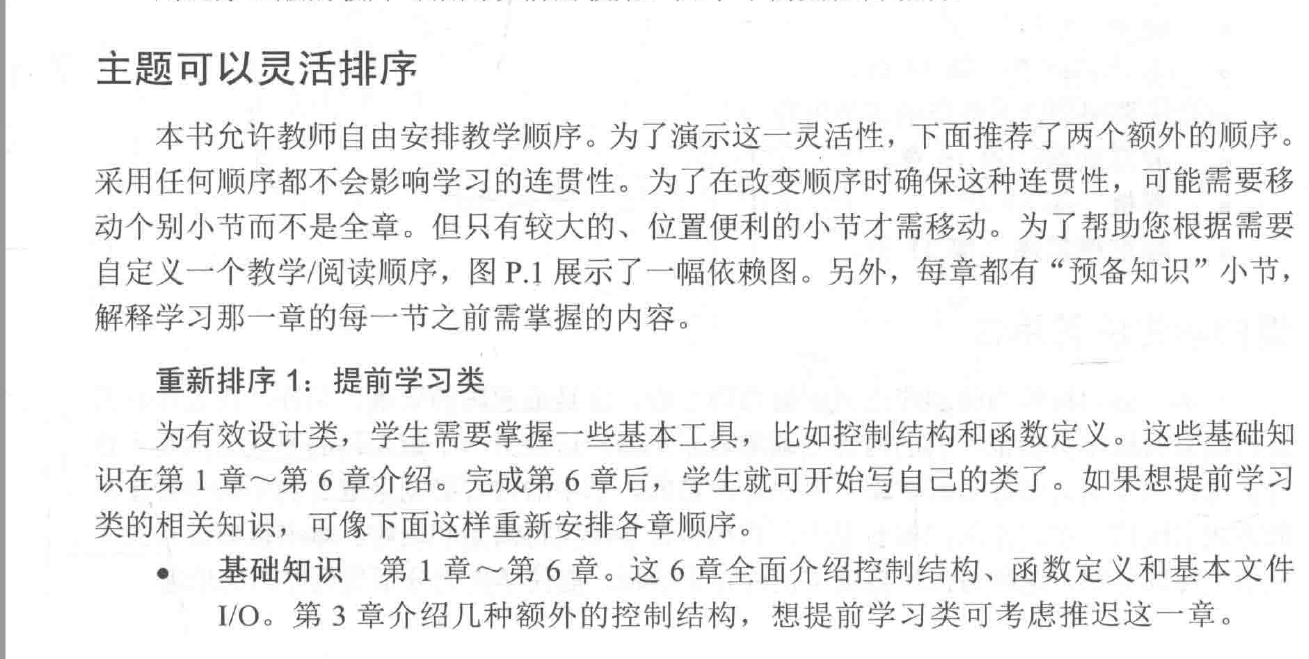 主题可以灵活排序
本书允许教师自由安排教学顺序。为了演示这一灵活性，下面推荐了两个额外的顺序。
采用任何顺序都不会影响学习的连贯性。为了在改变顺序时确保这种连贯性，可能需要移
动个别小节而不是全章。但只有较大的、位置便利的小节才需移动。为了帮助您根据需要
自定义一个教学/阅读顺序，图 P.1 展示了一幅依赖图。另外，每章都有“预备知识”小节，
解释学习那一章的每一节之前需掌握的内容。
重新排序 1：提前学习类
为有效设计类，学生需要掌握一些基本工具，比如控制结构和函数定义。这些基础知
识在第 1 章～第 6 章介绍。完成第 6 章后，学生就可开始写自己的类了。如果想提前学习
类的相关知识，可像下面这样重新安排各章顺序。
● 基础知识 第 1 章～第 6 章。这 6 章全面介绍控制结构、函数定义和基本文件
I/O。第 3 章介绍几种额外的控制结构，想提前学习类可考虑推迟这一章。